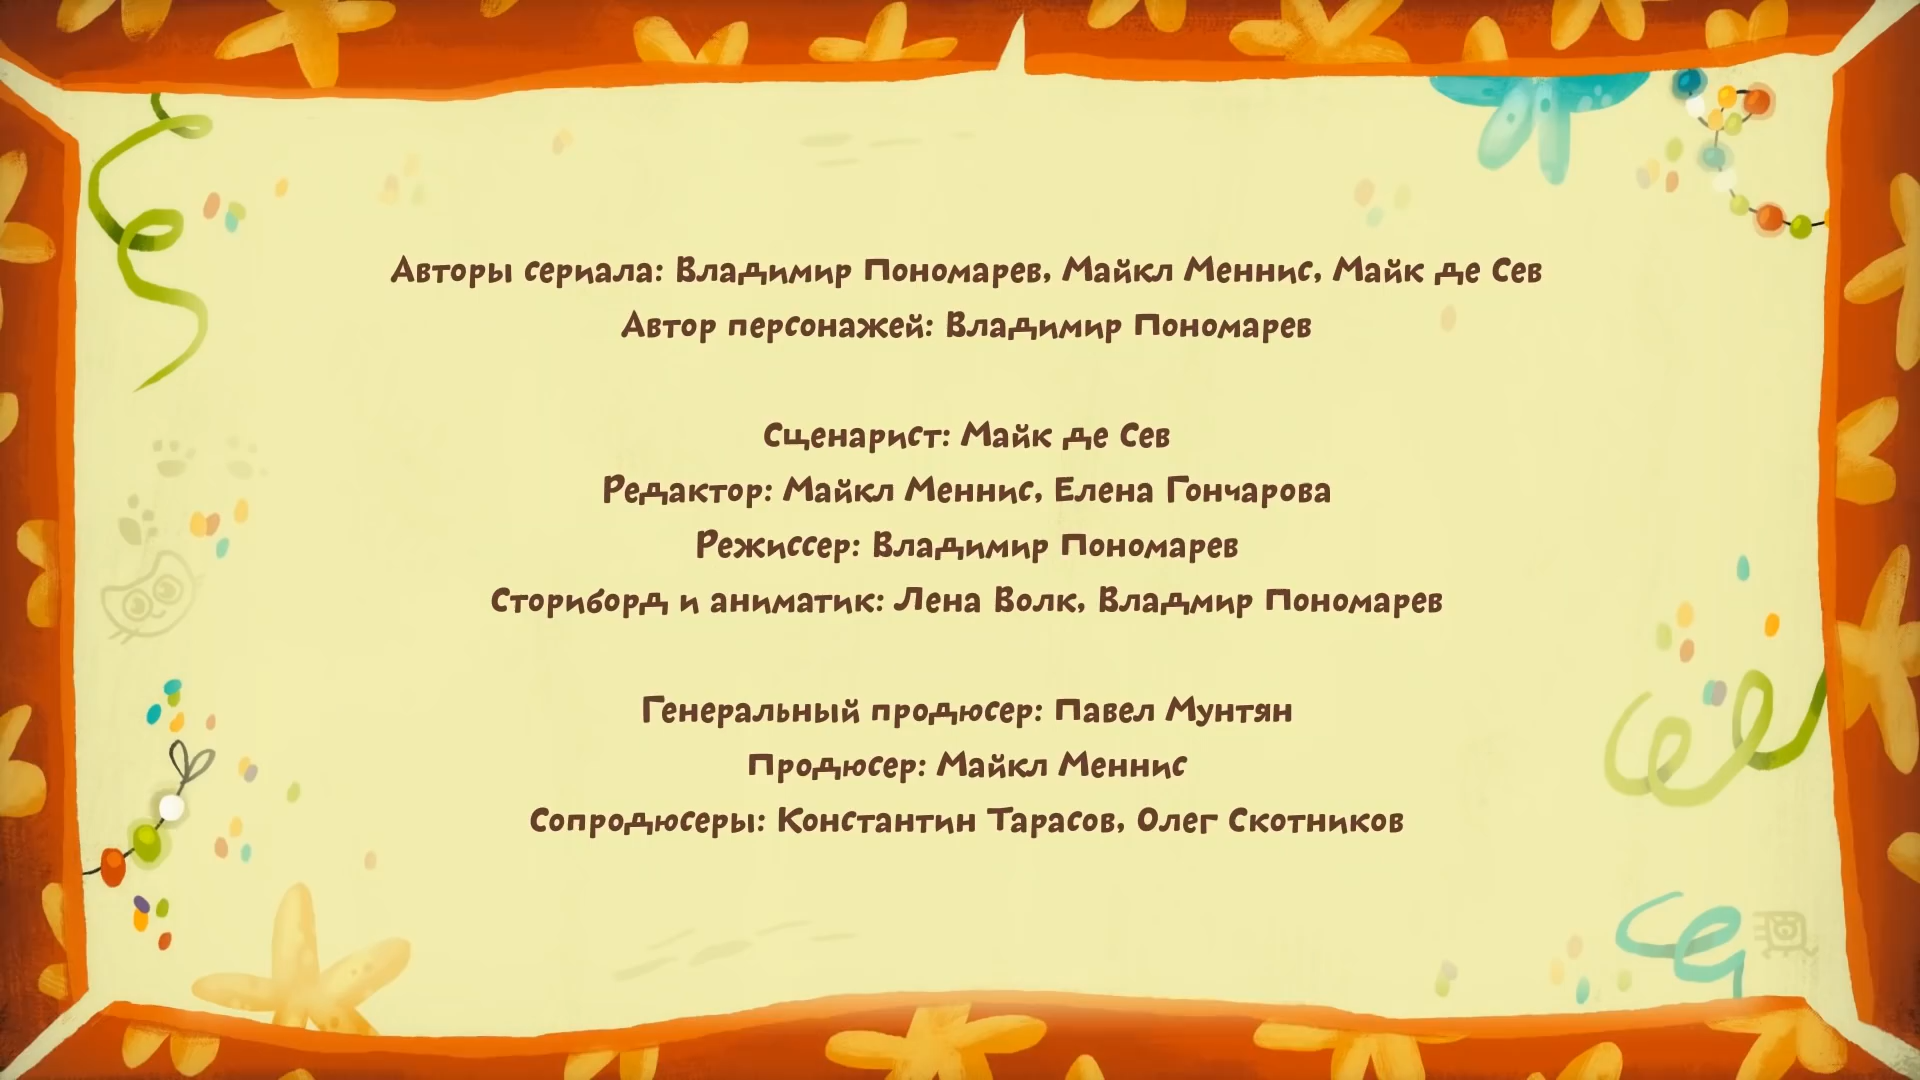 Авторы сериала: Владимир Пономарев, Майкл Меннис, Майк де Сев
Автор персонажей: Владимир Пономарев
Сценарист: Майк де Сев
Редактор: Майкл Меннис, Елена Гончарова
Режиссер: Владимир Пономарев
Сториборд и аниматик: Лена Волк, Владмир Пономарев
Генеральный продюсер: Павел Мунтян
Продюсер: Майкл Меннис
Сопродюсеры: Константин Тарасов, Олег Скотников